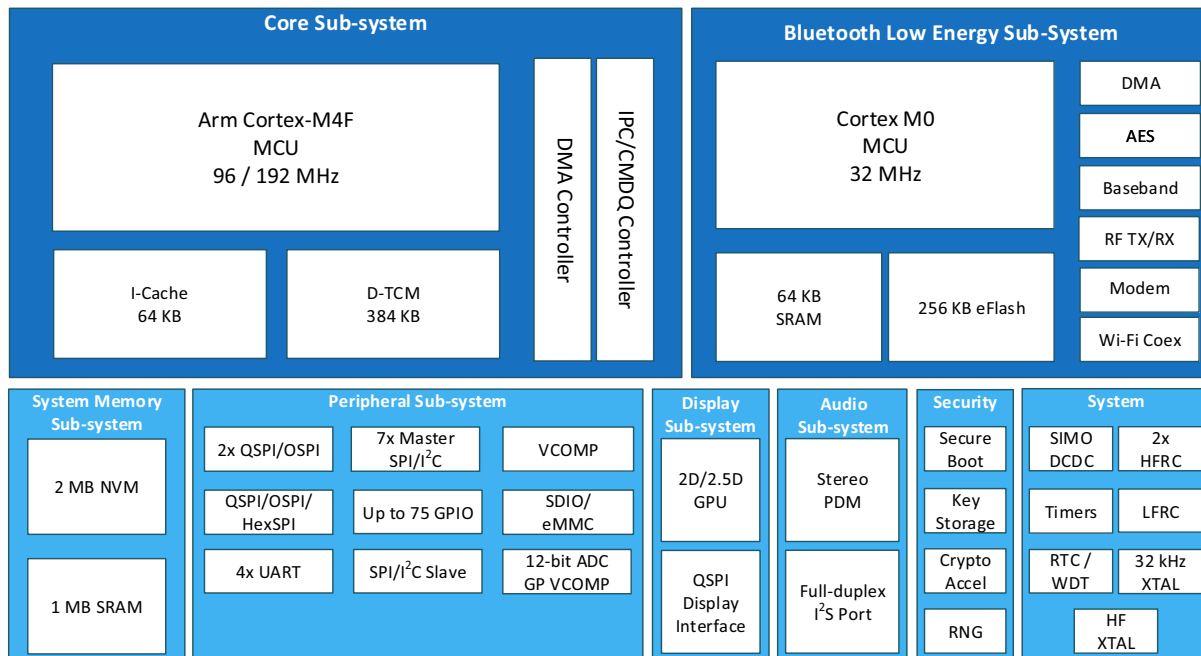 Core Sub-system
Arm Cortex-M4F
MCU
96 / 192 MHz
I-Cache
64 KB
D-TCM
384 KB
DMA Controller
IPC/CMDQ Controller
Bluetooth Low Energy Sub-System
Cortex M0
MCU
32 MHz
64 KB
SRAM
256 KB eFlash
DMA
AES
Baseband
RF TX/RX
Modem
Wi-Fi Coex
System Memory
Sub-system
2 MB NVM
1 MB SRAM
Peripheral Sub-system
2x QSPI/OSPI
7x Master
SPI/I²C
VCOMP
QSPI/OSPI/
HexSPI
Up to 75 GPIO
SDIO/
eMMC
4x UART
SPI/I²C Slave
12-bit ADC
GP VCOMP
Display
Sub-system
2D/2.5D
GPU
QSPI
Display
Interface
Audio
Sub-system
Stereo
PDM
Full-duplex
I²S Port
Security
Secure
Boot
Key
Storage
Crypto
Accel
RNG
System
SIMO
DCDC
2x
HFRC
Timers
LFRC
RTC /
WDT
32 kHz
XTAL
HF
XTAL